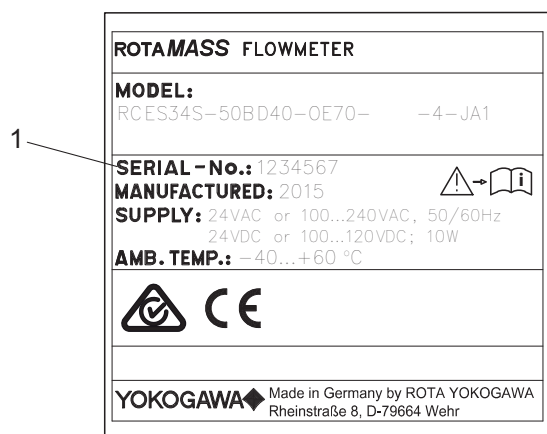 ROTAMASS FLOWMETER
MODEL:
RCES34S-50BD40-0E70- -4-JA1
1
SERIAL-No.: 1234567
MANUFACTURED: 2015
SUPPLY: 24VAC or 100...240VAC, 50/60Hz
24VDC or 100...120VDC; 10W
AMB. TEMP.: -40...+60 °C
i
CE
YOKOGAWA Made in Germany by ROTA YOKOGAWA
Rheinstraße 8, D-79664 Wehr